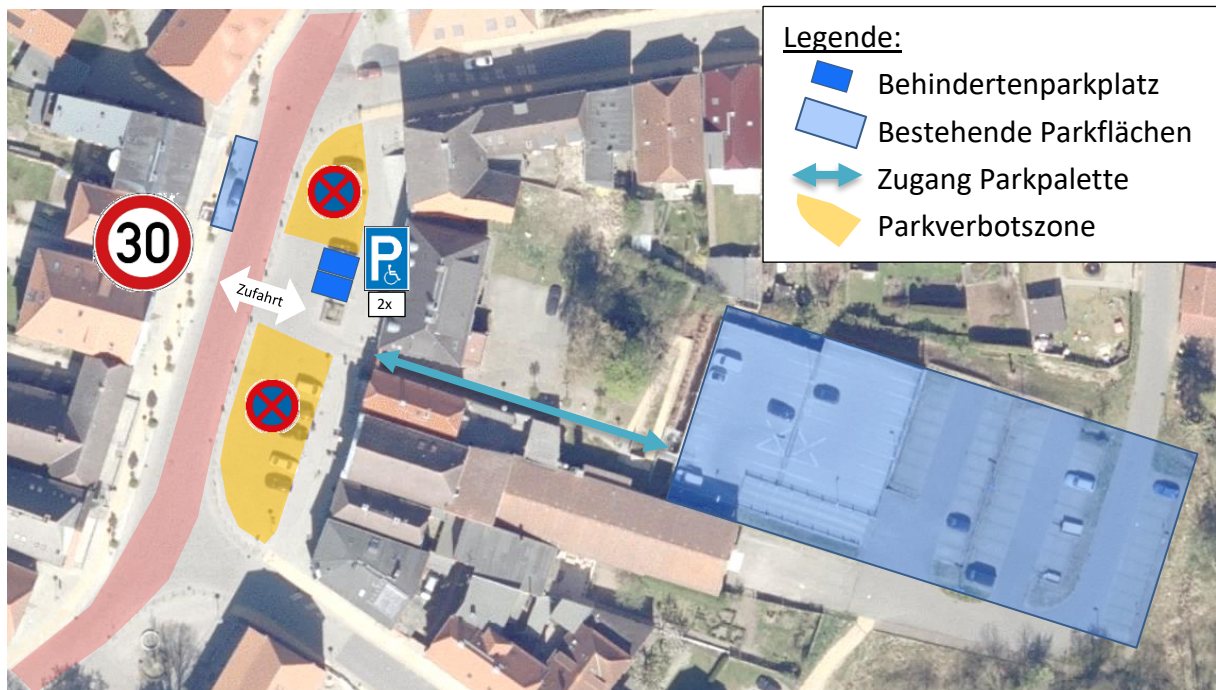 Legende:
Behindertenparkplatz
Bestehende Parkflächen
Zugang Parkpalette
Parkverbotszone
30
P
2x
Zufahrt